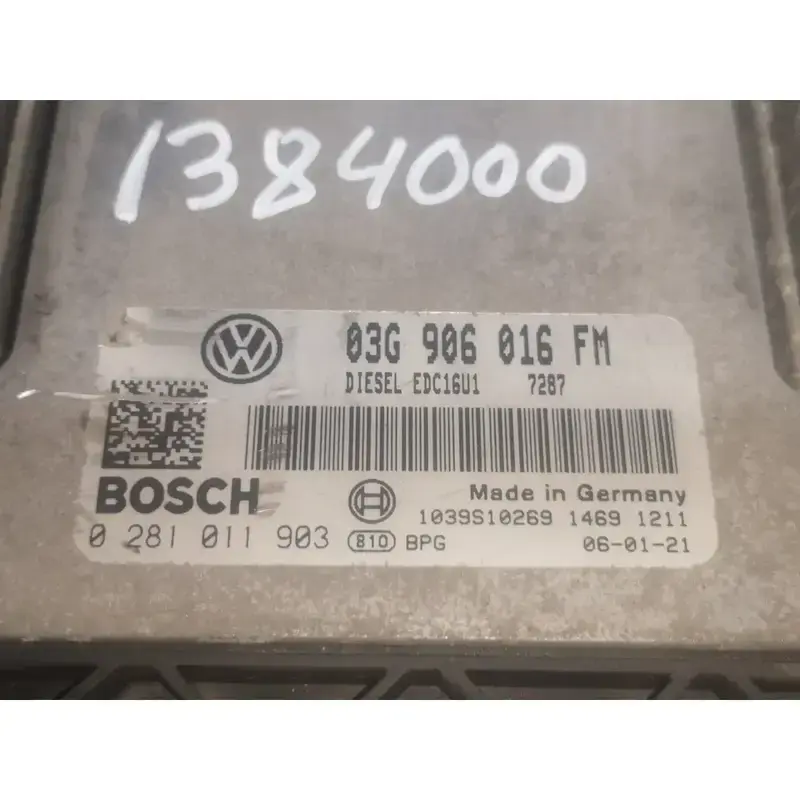 1384000
03G 906 016 FM
DIESEL EDC16U1 7287
BOSCH
Made in Germany
1039S10269 1469 1211
0 281 011 903 810 BPG 06-01-21